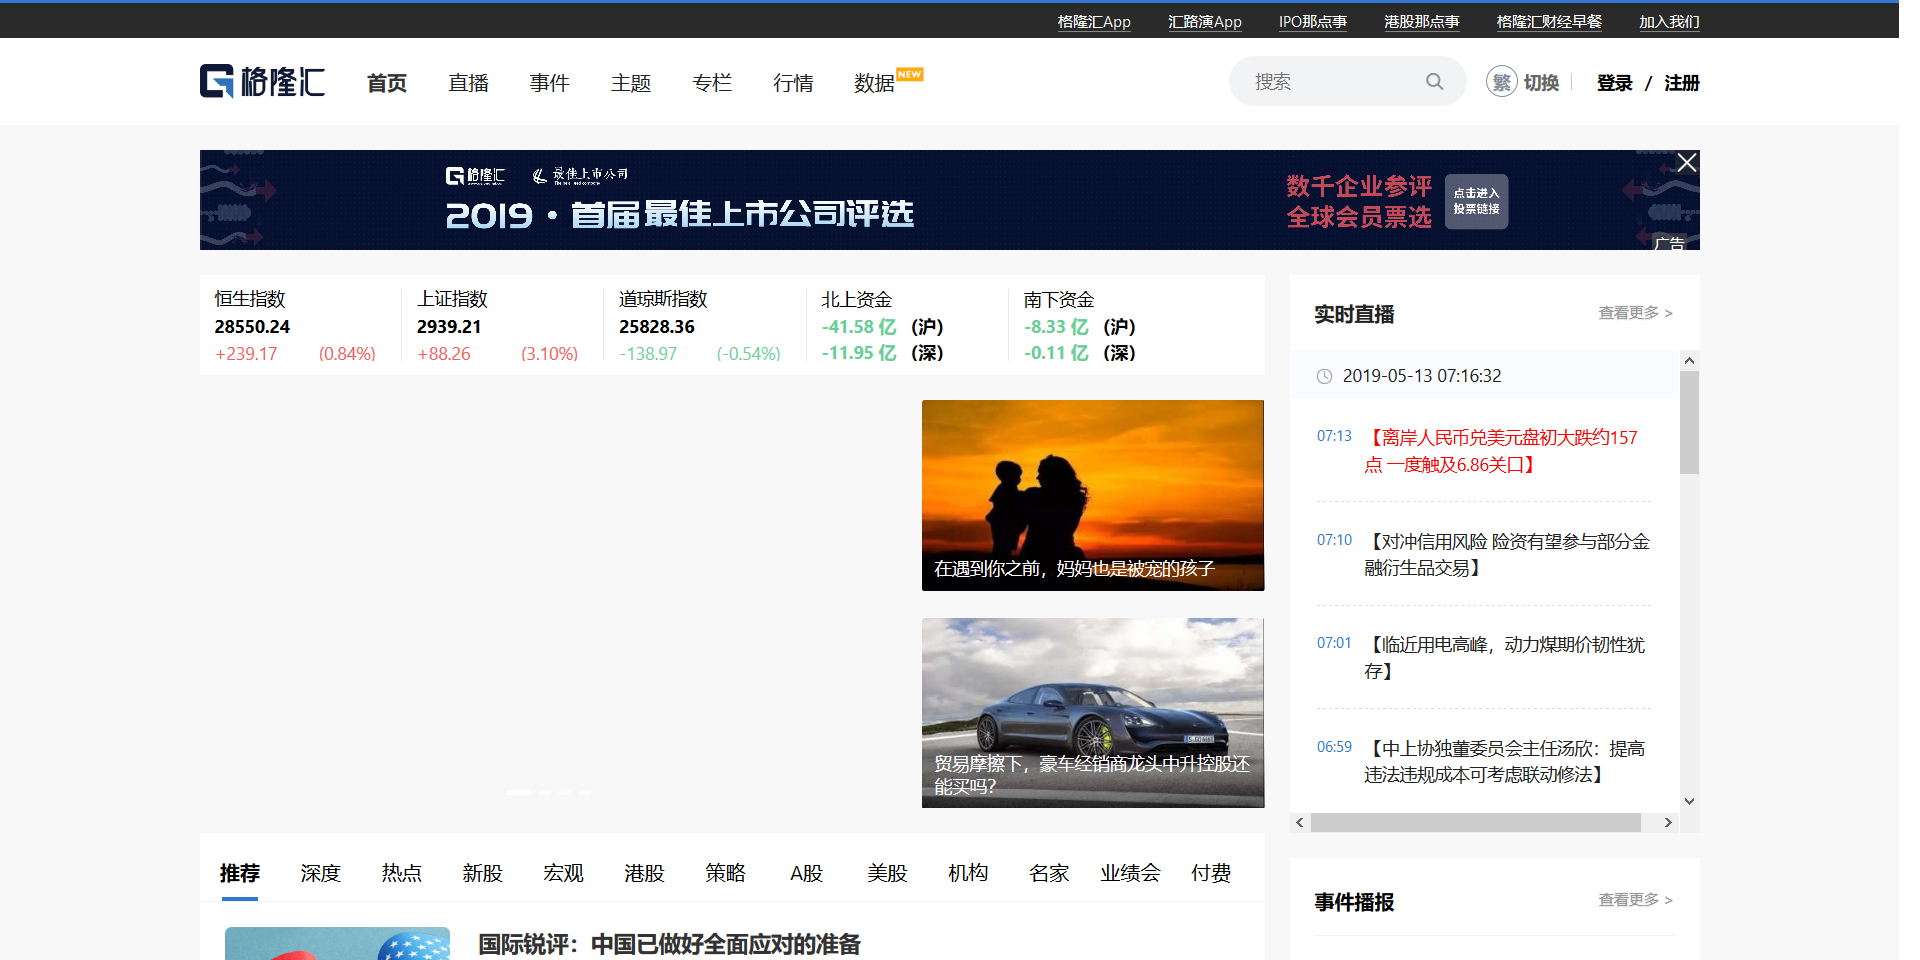 格隆汇App 汇路演App IPO那点事 港股那点事 格隆汇财经早餐 加入我们
格隆汇 首页 直播 事件 主题 专栏 行情 数据 NEW 搜索 繁 切换 登录 / 注册
格隆汇 最佳上市公司
2019·首届最佳上市公司评选
数千企业参评
全球会员票选
点击进入
投票链接
广告
恒生指数 上证指数 道琼斯指数 北上资金 南下资金
28550.24 2939.21 25828.36 -41.58 亿 (沪) -8.33 亿 (沪)
+239.17 (0.84%) +88.26 (3.10%) -138.97 (-0.54%) -11.95 亿 (深) -0.11 亿 (深)
在遇到你之前，妈妈也是被宠的孩子
贸易摩擦下，豪车经销商龙头中升控股还
能买吗？
实时直播 查看更多 >
2019-05-13 07:16:32
07:13 【离岸人民币兑美元盘初大跌约157
点 一度触及6.86关口】
07:10 【对冲信用风险 险资有望参与部分金
融衍生品交易】
07:01 【临近用电高峰，动力煤期价韧性犹
存】
06:59 【中上协独董委员会主任汤欣：提高
违法违规成本可考虑联动修法】
推荐 深度 热点 新股 宏观 港股 策略 A股 美股 机构 名家 业绩会 付费
国际锐评：中国已做好全面应对的准备
事件播报 查看更多 >